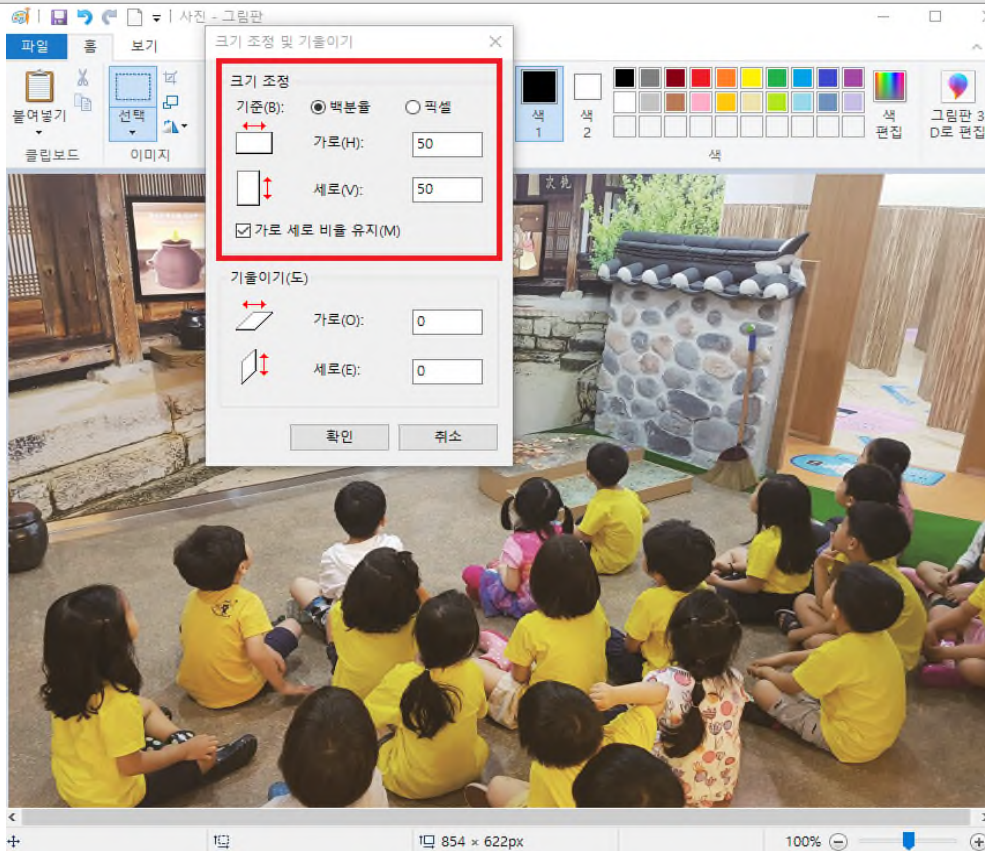 사진 - 그림판
파일 홈 보기
붙여넣기
클립보드
선택
이미지
색
1
색
2
색
편집
그림판 3
D로 편집
색
크기 조정 및 기울이기
크기 조정
기준(B): 백분율 픽셀
가로(H): 50
세로(V): 50
가로 세로 비율 유지(M)
기울이기(도)
가로(O): 0
세로(E): 0
확인 취소
854 × 622px
100%